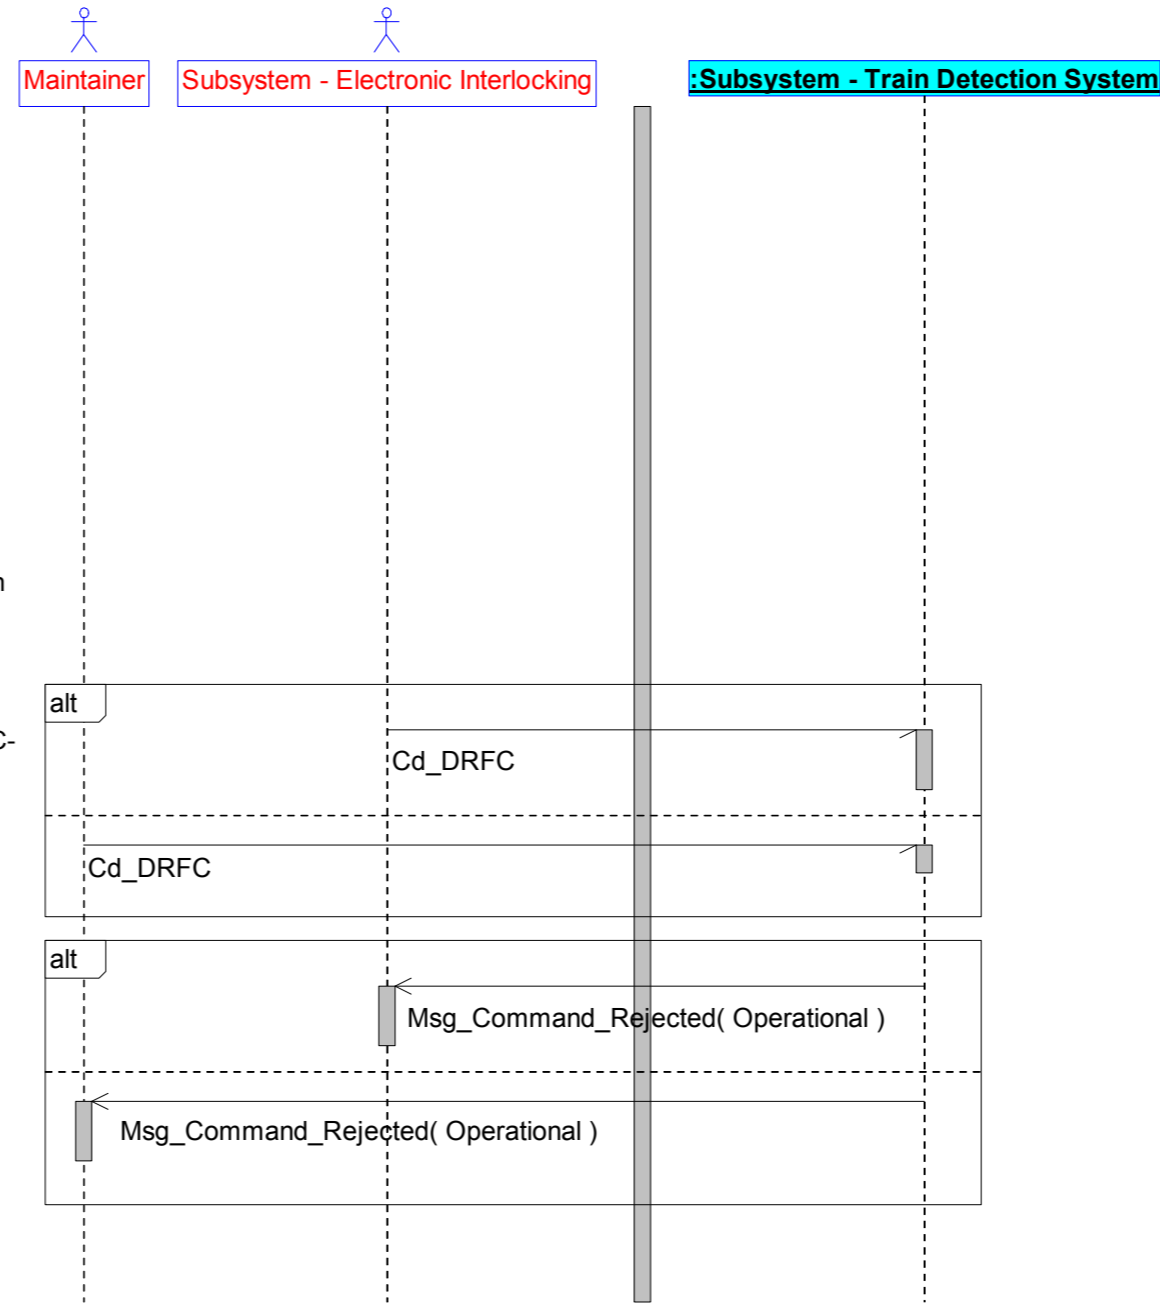 Maintainer
Subsystem - Electronic Interlocking
:Subsystem - Train Detection System
alt
C-
Cd_DRFC
Cd_DRFC
alt
Msg_Command_Rejected( Operational )
Msg_Command_Rejected( Operational )